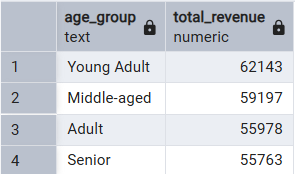 age_group total_revenue
text numeric
1 Young Adult 62143
2 Middle-aged 59197
3 Adult 55978
4 Senior 55763